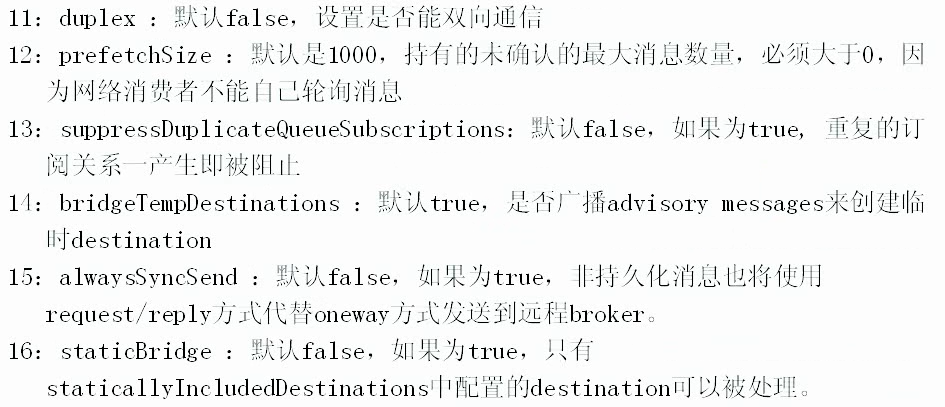 11：duplex ：默认false，设置是否能双向通信
12：prefetchSize ：默认是1000，持有的未确认的最大消息数量，必须大于0，因
为网络消费者不能自己轮询消息
13：suppressDuplicateQueueSubscriptions：默认false，如果为true, 重复的订
阅关系一产生即被阻止
14：bridgeTempDestinations ：默认true，是否广播advisory messages来创建临
时destination
15：alwaysSyncSend ：默认false，如果为true，非持久化消息也将使用
request/reply方式代替oneway方式发送到远程broker。
16：staticBridge ：默认false，如果为true，只有
staticallyIncludedDestinations中配置的destination可以被处理。